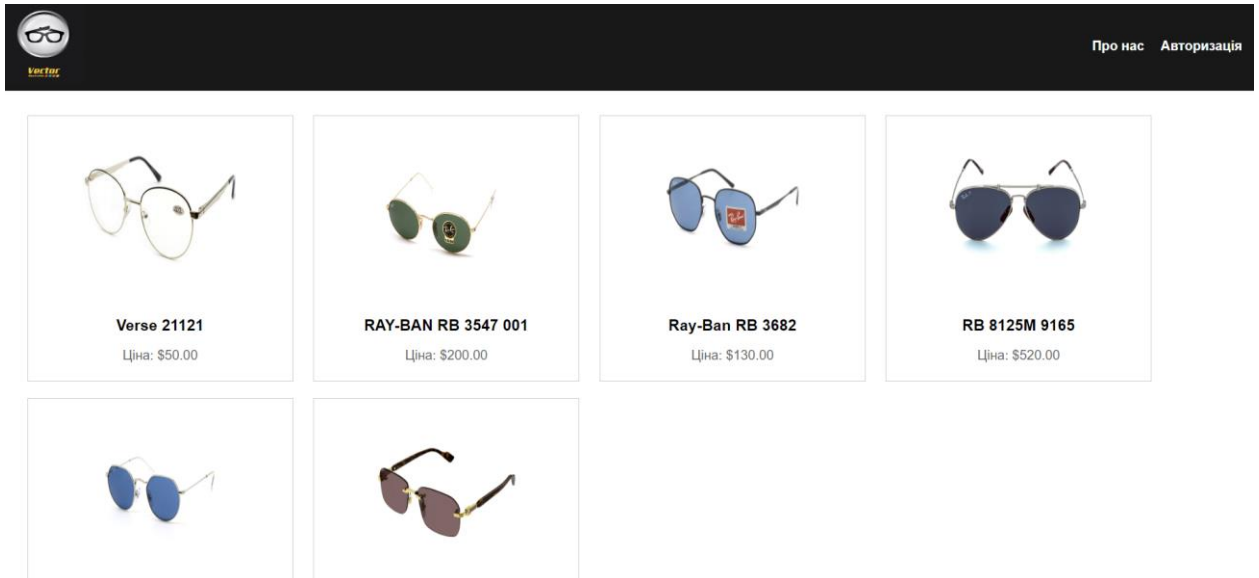 Про нас Авторизація
Vector
Verse 21121
Ціна: $50.00
RAY-BAN RB 3547 001
Ціна: $200.00
Ray-Ban RB 3682
Ціна: $130.00
RB 8125M 9165
Ціна: $520.00